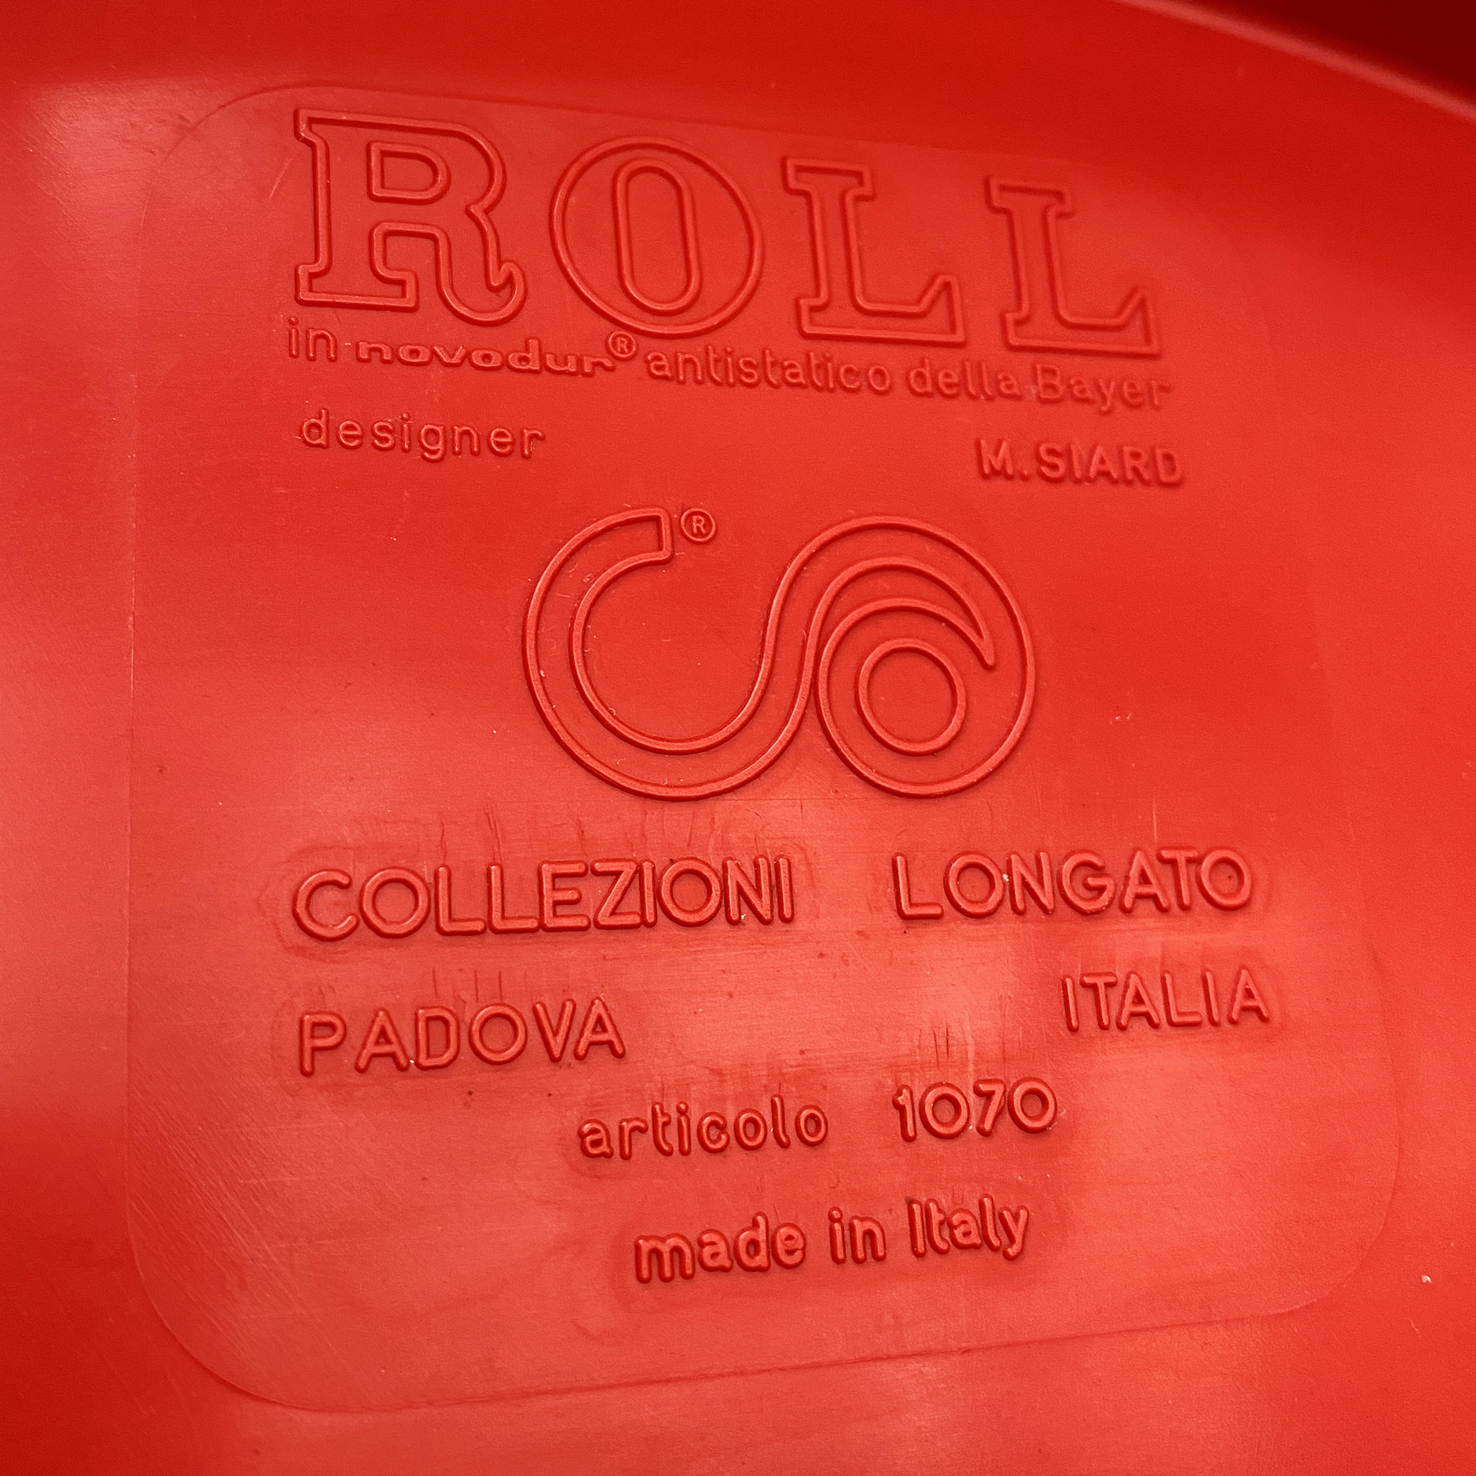 ROLL
in novodur® antistatico della Bayer
designer M.SIARD
®
COLLEZIONI LONGATO
PADOVA ITALIA
articolo 1070
made in Italy